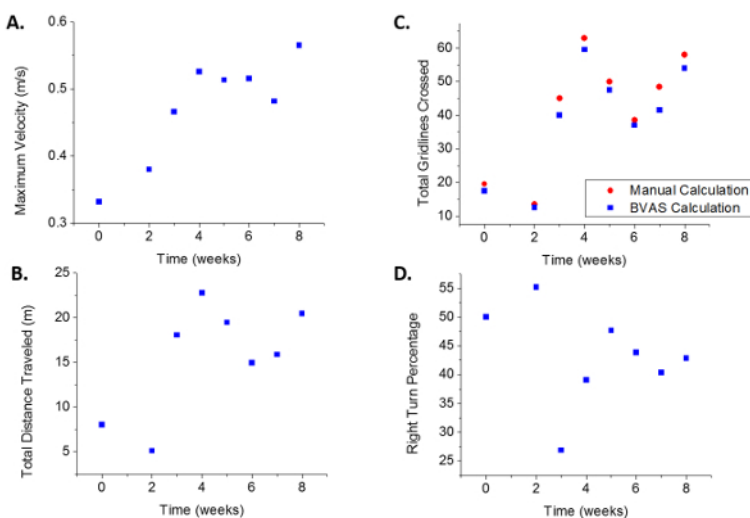 A.
0.6
0.5
0.4
0.3
Maximum Velocity (m/s)
0 2 4 6 8
Time (weeks)
B.
25
20
15
10
5
Total Distance Traveled (m)
0 2 4 6 8
Time (weeks)
C.
60
50
40
30
20
10
Total Gridlines Crossed
Manual Calculation
BVAS Calculation
0 2 4 6 8
Time (weeks)
D.
55
50
45
40
35
30
25
Right Turn Percentage
0 2 4 6 8
Time (weeks)